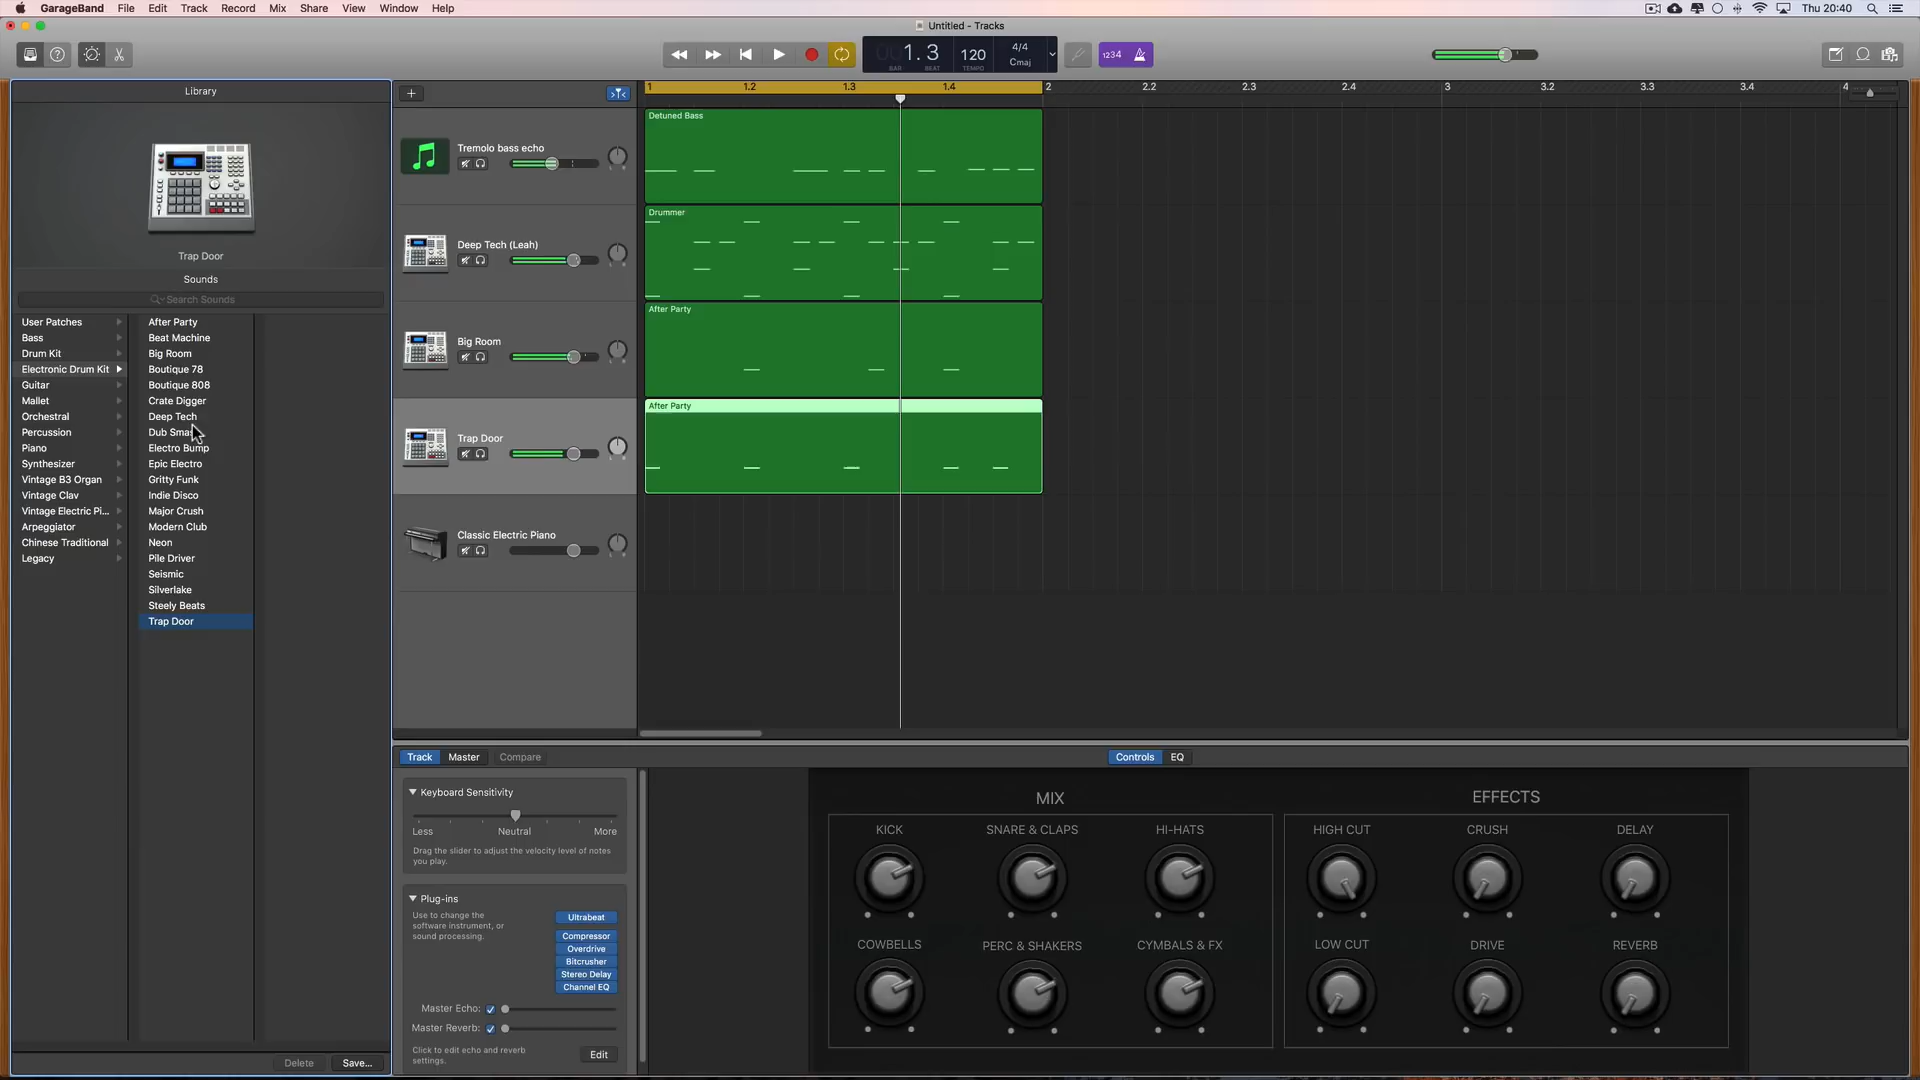 GarageBand File Edit Track Record Mix Share View Window Help
Thu 20:40
Untitled - Tracks
1.3 120 4/4 Cmaj
BAR BEAT TEMPO
1234
Library
Trap Door
Sounds
Search Sounds
User Patches
Bass
Drum Kit
Electronic Drum Kit
Guitar
Mallet
Orchestral
Percussion
Piano
Synthesizer
Vintage B3 Organ
Vintage Clav
Vintage Electric Pi...
Arpeggiator
Chinese Traditional
Legacy
After Party
Beat Machine
Big Room
Boutique 78
Boutique 808
Crate Digger
Deep Tech
Dub Smas
Electro Bump
Epic Electro
Gritty Funk
Indie Disco
Major Crush
Modern Club
Neon
Pile Driver
Seismic
Silverlake
Steely Beats
Trap Door
Delete Save...
1 1.2 1.3 1.4 2 2.2 2.3 2.4 3 3.2 3.3 3.4 4
Tremolo bass echo
Detuned Bass
Deep Tech (Leah)
Drummer
Big Room
After Party
Trap Door
After Party
Classic Electric Piano
Track Master Compare
Controls EQ
Keyboard Sensitivity
Less Neutral More
Drag the slider to adjust the velocity level of notes
you play.
Plug-ins
Use to change the
software instrument, or
sound processing.
Ultrabeat
Compressor
Overdrive
Bitcrusher
Stereo Delay
Channel EQ
Master Echo:
Master Reverb:
Click to edit echo and reverb
settings.
Edit
MIX
KICK SNARE & CLAPS HI-HATS
COWBELLS PERC & SHAKERS CYMBALS & FX
EFFECTS
HIGH CUT CRUSH DELAY
LOW CUT DRIVE REVERB